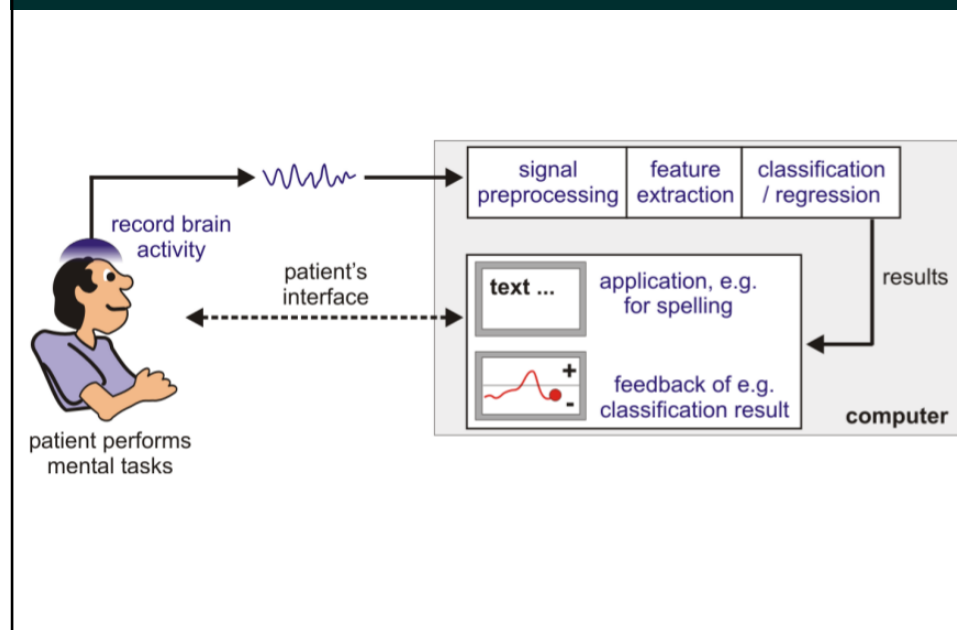 signal
preprocessing
feature
extraction
classification
/ regression
record brain
activity
patient's
interface
text ...
application, e.g.
for spelling
results
+
-
feedback of e.g.
classification result
computer
patient performs
mental tasks